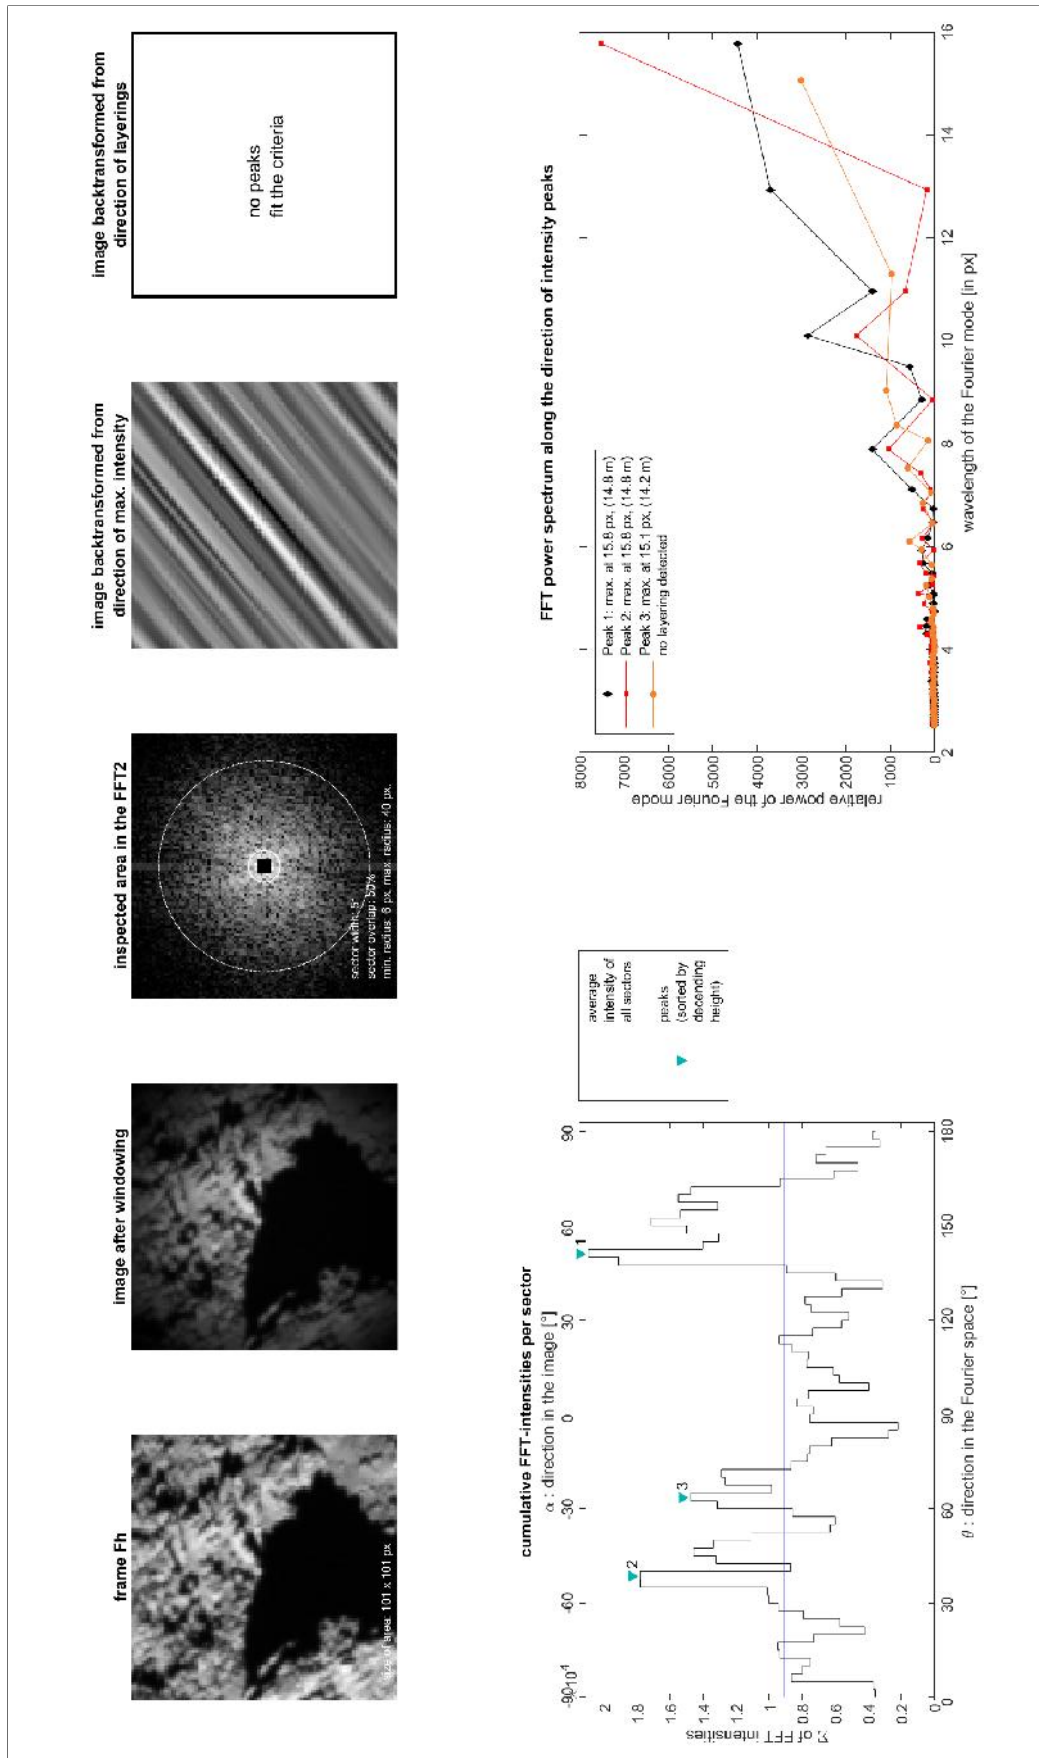 frame Fh
size of area: 101 x 101 px
image after windowing
inspected area in the FFT2
sector width: 5°
sector overlap: 50%
min. radius: 6 px, max. radius: 40 px.
image backtransformed from
direction of max. intensity
image backtransformed from
direction of layerings
no peaks
fit the criteria
cumulative FFT-intensities per sector
α : direction in the image [°]
-90 -60 -30 0 30 60 90
10⁴
2
1.8
1.6
1.4
1.2
1
0.8
0.6
0.4
0.2
0
Σ of FFT intensities
2
3
1
0 30 60 90 120 150 180
θ : direction in the Fourier space [°]
average
intensity of
all sectors
peaks
(sorted by
decending
height)
FFT power spectrum along the direction of intensity peaks
8000
7000
6000
5000
4000
3000
2000
1000
0
relative power of the Fourier mode
Peak 1: max. at 15.8 px, (14.8 m)
Peak 2: max. at 15.8 px, (14.8 m)
Peak 3: max. at 15.1 px, (14.2 m)
no layering detected
2 4 6 8 10 12 14 16
wavelength of the Fourier mode [in px]